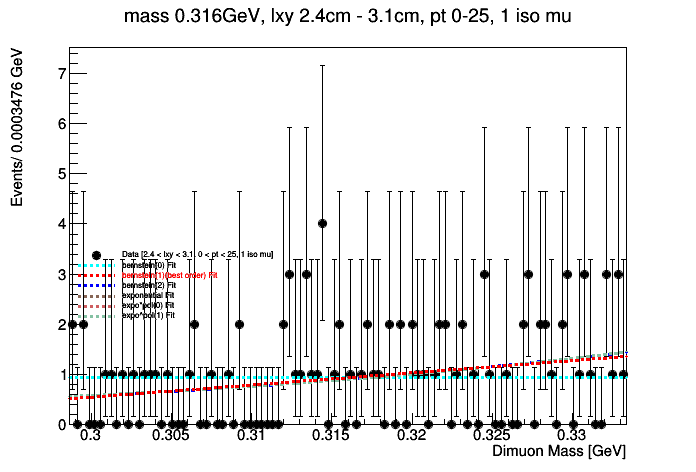 mass 0.316GeV, lxy 2.4cm - 3.1cm, pt 0-25, 1 iso mu
Events/ 0.0003476 GeV
7
6
5
4
3
2
1
0
Data [2.4 < lxy < 3.1, 0 < pt < 25, 1 iso mu]
bernstein(0) Fit
bernstein(1)(best order) Fit
bernstein(2) Fit
exponential Fit
expo*pol(0) Fit
expo*pol(1) Fit
0.3 0.305 0.31 0.315 0.32 0.325 0.33
Dimuon Mass [GeV]